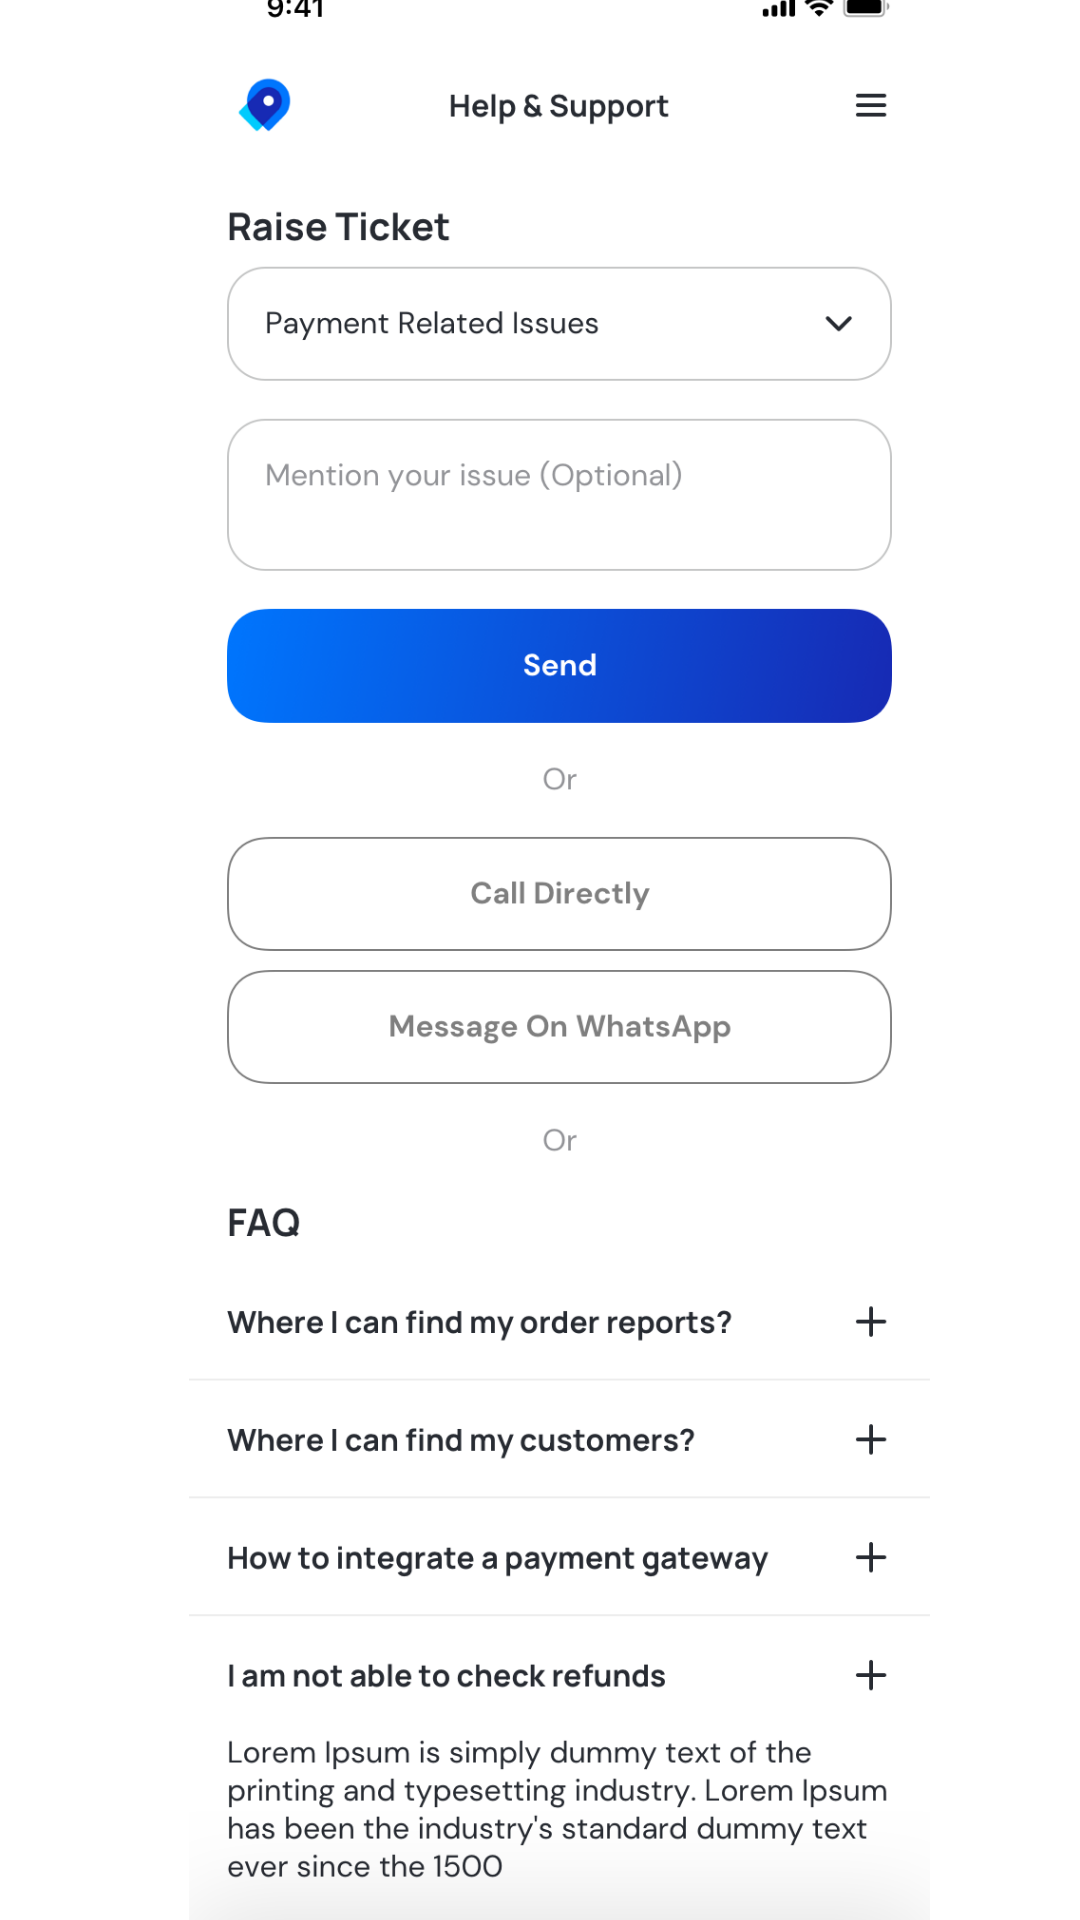 9:41
Help & Support
Raise Ticket
Payment Related Issues
Mention your issue (Optional)
Send
Or
Call Directly
Message On WhatsApp
Or
FAQ
Where I can find my order reports?
Where I can find my customers?
How to integrate a payment gateway
I am not able to check refunds
Lorem Ipsum is simply dummy text of the
printing and typesetting industry. Lorem Ipsum
has been the industry's standard dummy text
ever since the 1500